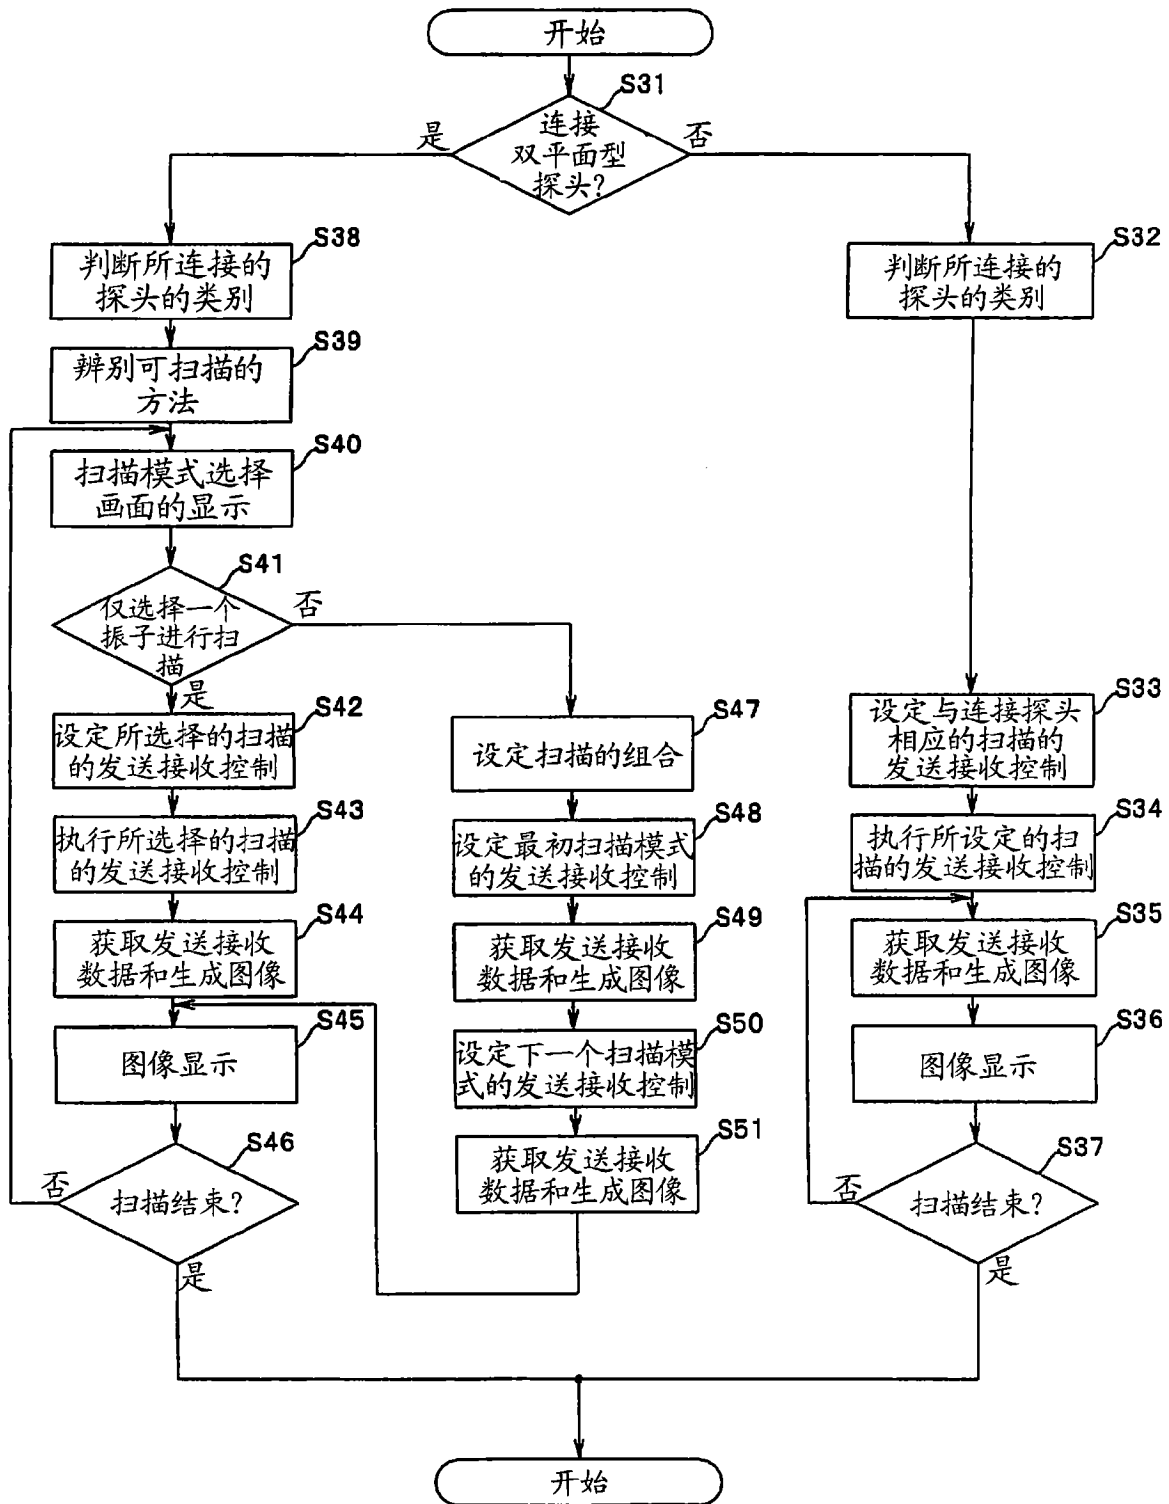 开始
S31
连接
双平面型
探头?
是
否
S38
判断所连接的
探头的类别
S39
辨别可扫描的
方法
S40
扫描模式选择
画面的显示
S41
仅选择一个
振子进行扫
描
否
是
S42
设定所选择的扫描
的发送接收控制
S43
执行所选择的扫描
的发送接收控制
S44
获取发送接收
数据和生成图像
S45
图像显示
S46
扫描结束?
否
是
S47
设定扫描的组合
S48
设定最初扫描模式
的发送接收控制
S49
获取发送接收
数据和生成图像
S50
设定下一个扫描模
式的发送接收控制
S51
获取发送接收
数据和生成图像
S32
判断所连接的
探头的类别
S33
设定与连接探头
相应的扫描的
发送接收控制
S34
执行所设定的扫
描的发送接收控制
S35
获取发送接收
数据和生成图像
S36
图像显示
S37
扫描结束?
否
是
开始